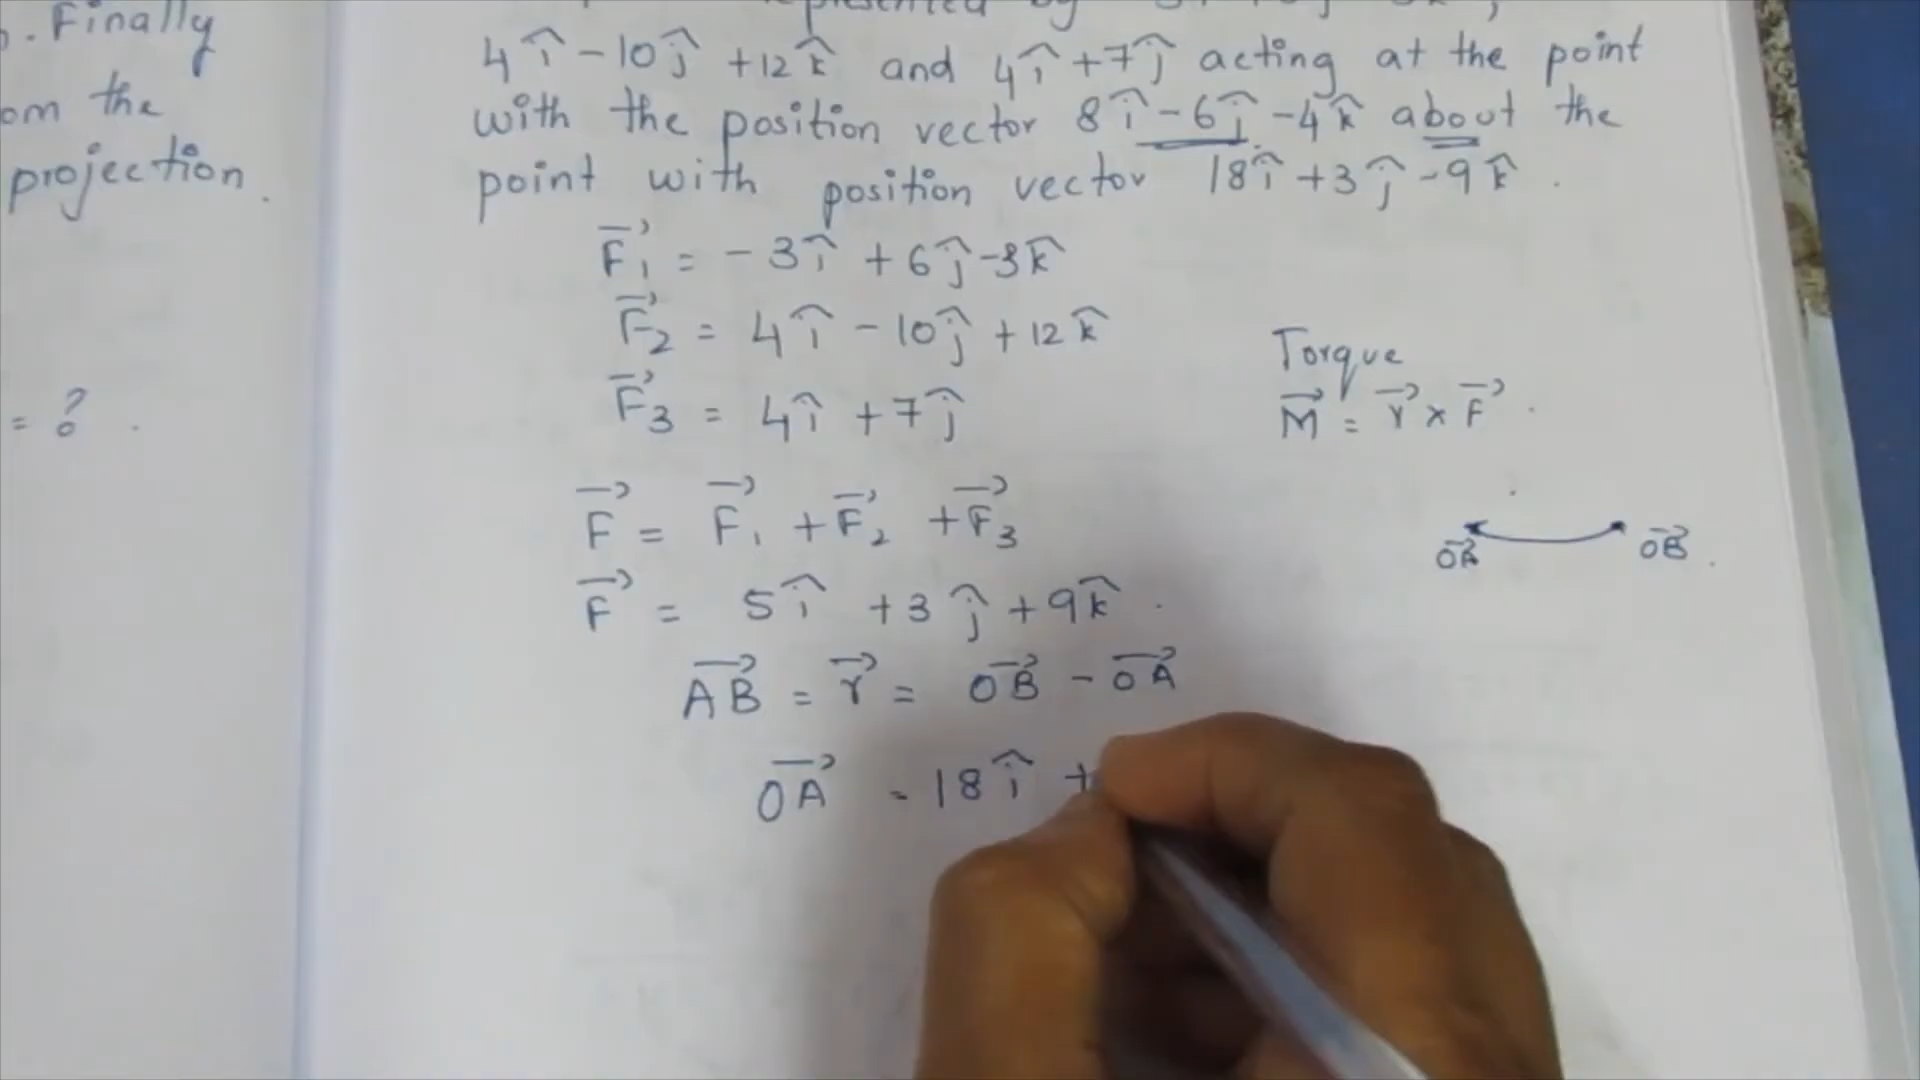 . Finally
om the
projection.
= ? .
represented by
4î - 10ĵ + 12k̂ and 4î + 7ĵ acting at the point
with the position vector 8î - 6ĵ - 4k̂ about the
point with position vector 18î + 3ĵ - 9k̂ .
F⃗₁ = - 3î + 6ĵ - 3k̂
F⃗₂ = 4î - 10ĵ + 12k̂
F⃗₃ = 4î + 7ĵ
Torque
M⃗ = r⃗ × F⃗ .
F⃗ = F⃗₁ + F⃗₂ + F⃗₃
OA⃗ OB⃗ .
F⃗ = 5î + 3ĵ + 9k̂ .
AB⃗ = r⃗ = OB⃗ - OA⃗
OA⃗ = 18î +